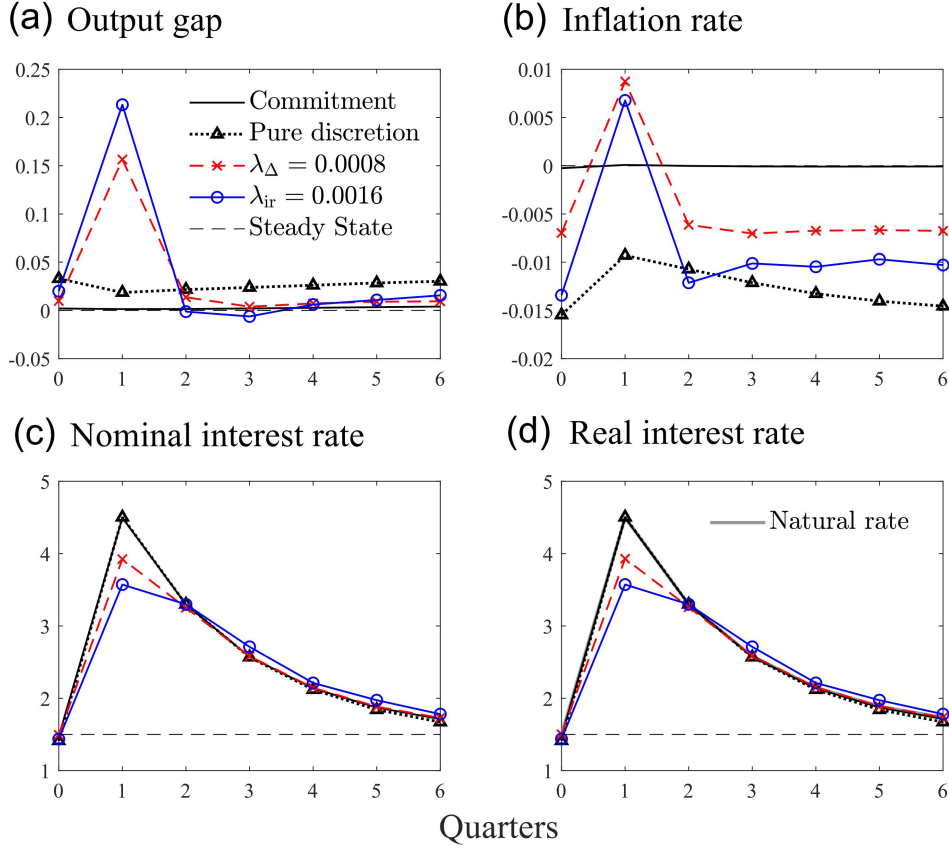 (a) Output gap
0.25
0.2
0.15
0.1
0.05
0
-0.05
0 1 2 3 4 5 6
Commitment
Pure discretion
λΔ = 0.0008
λir = 0.0016
Steady State
(b) Inflation rate
0.01
0.005
0
-0.005
-0.01
-0.015
-0.02
0 1 2 3 4 5 6
(c) Nominal interest rate
5
4
3
2
1
0 1 2 3 4 5 6
(d) Real interest rate
5
4
3
2
1
0 1 2 3 4 5 6
Natural rate
Quarters